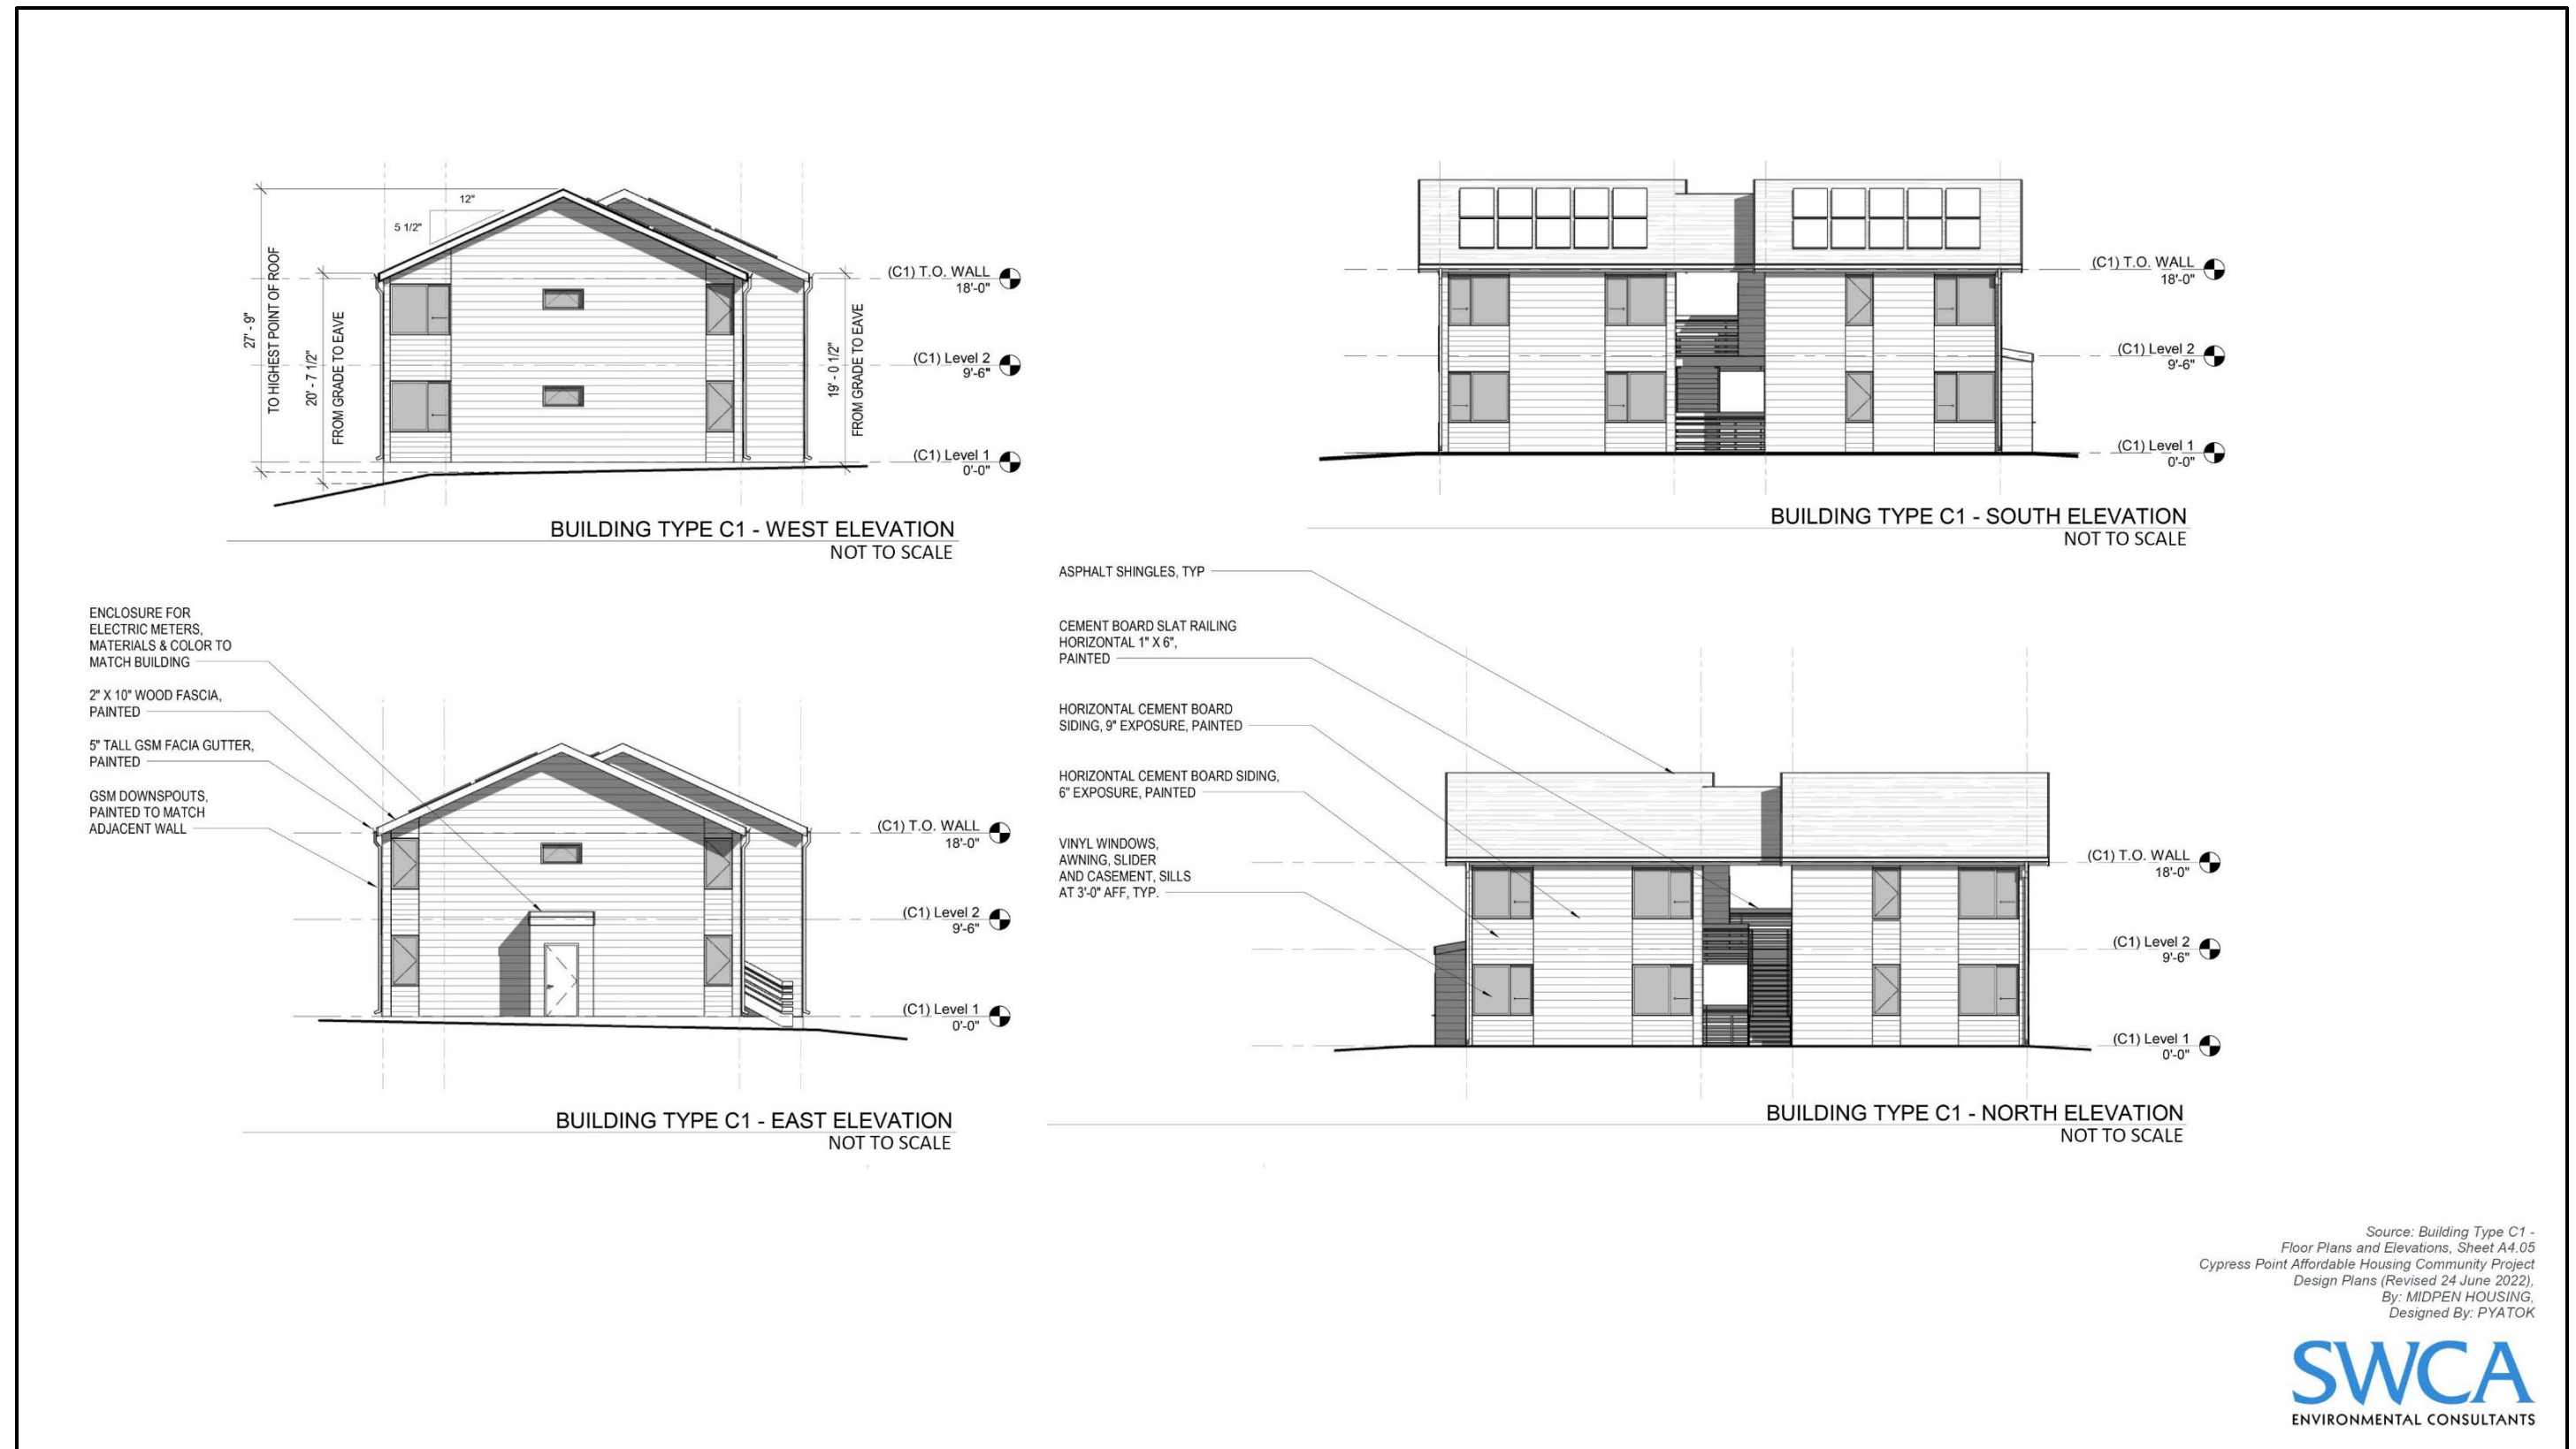 12"
5 1/2"
27' - 9"
TO HIGHEST POINT OF ROOF
20' - 7 1/2"
FROM GRADE TO EAVE
19' - 0 1/2"
FROM GRADE TO EAVE
(C1) T.O. WALL
18'-0"
(C1) Level 2
9'-6"
(C1) Level 1
0'-0"
BUILDING TYPE C1 - WEST ELEVATION
NOT TO SCALE
(C1) T.O. WALL
18'-0"
(C1) Level 2
9'-6"
(C1) Level 1
0'-0"
BUILDING TYPE C1 - SOUTH ELEVATION
NOT TO SCALE
ENCLOSURE FOR
ELECTRIC METERS,
MATERIALS & COLOR TO
MATCH BUILDING
2" X 10" WOOD FASCIA,
PAINTED
5" TALL GSM FACIA GUTTER,
PAINTED
GSM DOWNSPOUTS,
PAINTED TO MATCH
ADJACENT WALL
(C1) T.O. WALL
18'-0"
(C1) Level 2
9'-6"
(C1) Level 1
0'-0"
BUILDING TYPE C1 - EAST ELEVATION
NOT TO SCALE
ASPHALT SHINGLES, TYP
CEMENT BOARD SLAT RAILING
HORIZONTAL 1" X 6",
PAINTED
HORIZONTAL CEMENT BOARD
SIDING, 9" EXPOSURE, PAINTED
HORIZONTAL CEMENT BOARD SIDING,
6" EXPOSURE, PAINTED
VINYL WINDOWS,
AWNING, SLIDER
AND CASEMENT, SILLS
AT 3'-0" AFF, TYP.
(C1) T.O. WALL
18'-0"
(C1) Level 2
9'-6"
(C1) Level 1
0'-0"
BUILDING TYPE C1 - NORTH ELEVATION
NOT TO SCALE
Source: Building Type C1 -
Floor Plans and Elevations, Sheet A4.05
Cypress Point Affordable Housing Community Project
Design Plans (Revised 24 June 2022),
By: MIDPEN HOUSING,
Designed By: PYATOK
SWCA
ENVIRONMENTAL CONSULTANTS